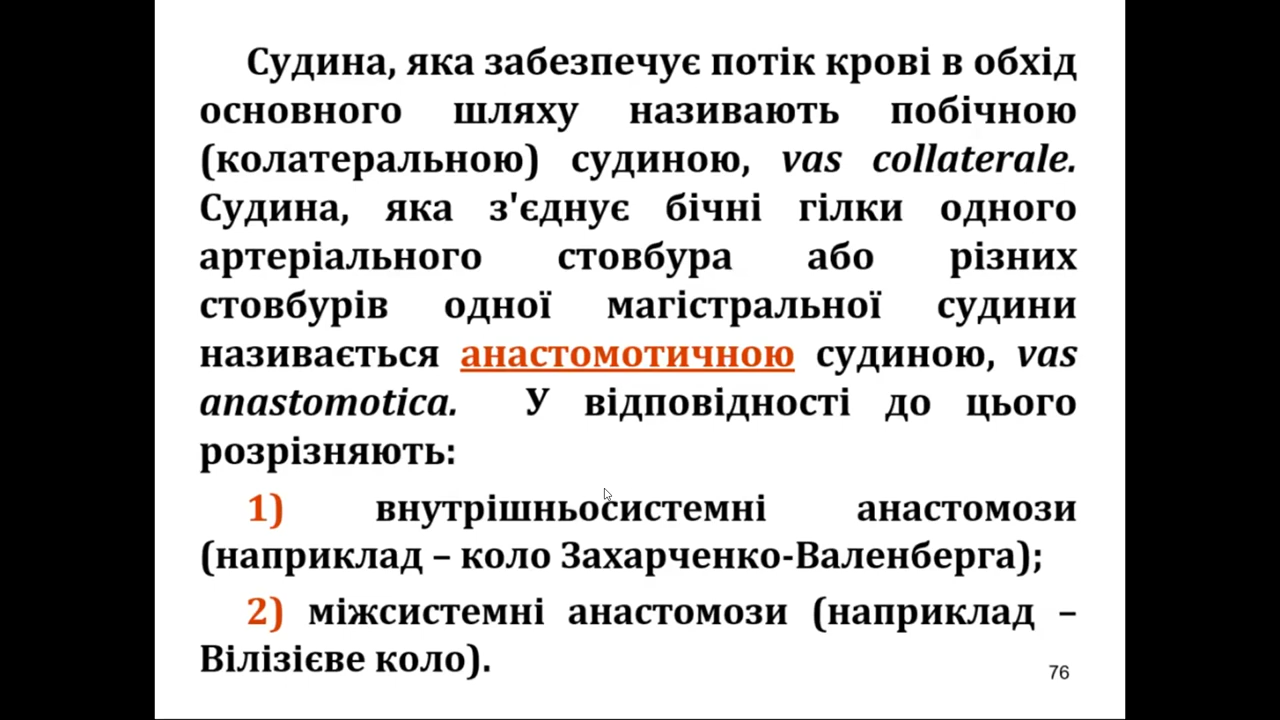 Судина, яка забезпечує потік крові в обхід
основного шляху називають побічною
(колатеральною) судиною, vas collaterale.
Судина, яка з'єднує бічні гілки одного
артеріального стовбура або різних
стовбурів одної магістральної судини
називається анастомотичною судиною, vas
anastomotica. У відповідності до цього
розрізняють:
1) внутрішньосистемні анастомози
(наприклад – коло Захарченко-Валенберга);
2) міжсистемні анастомози (наприклад –
Вілізієве коло).
76